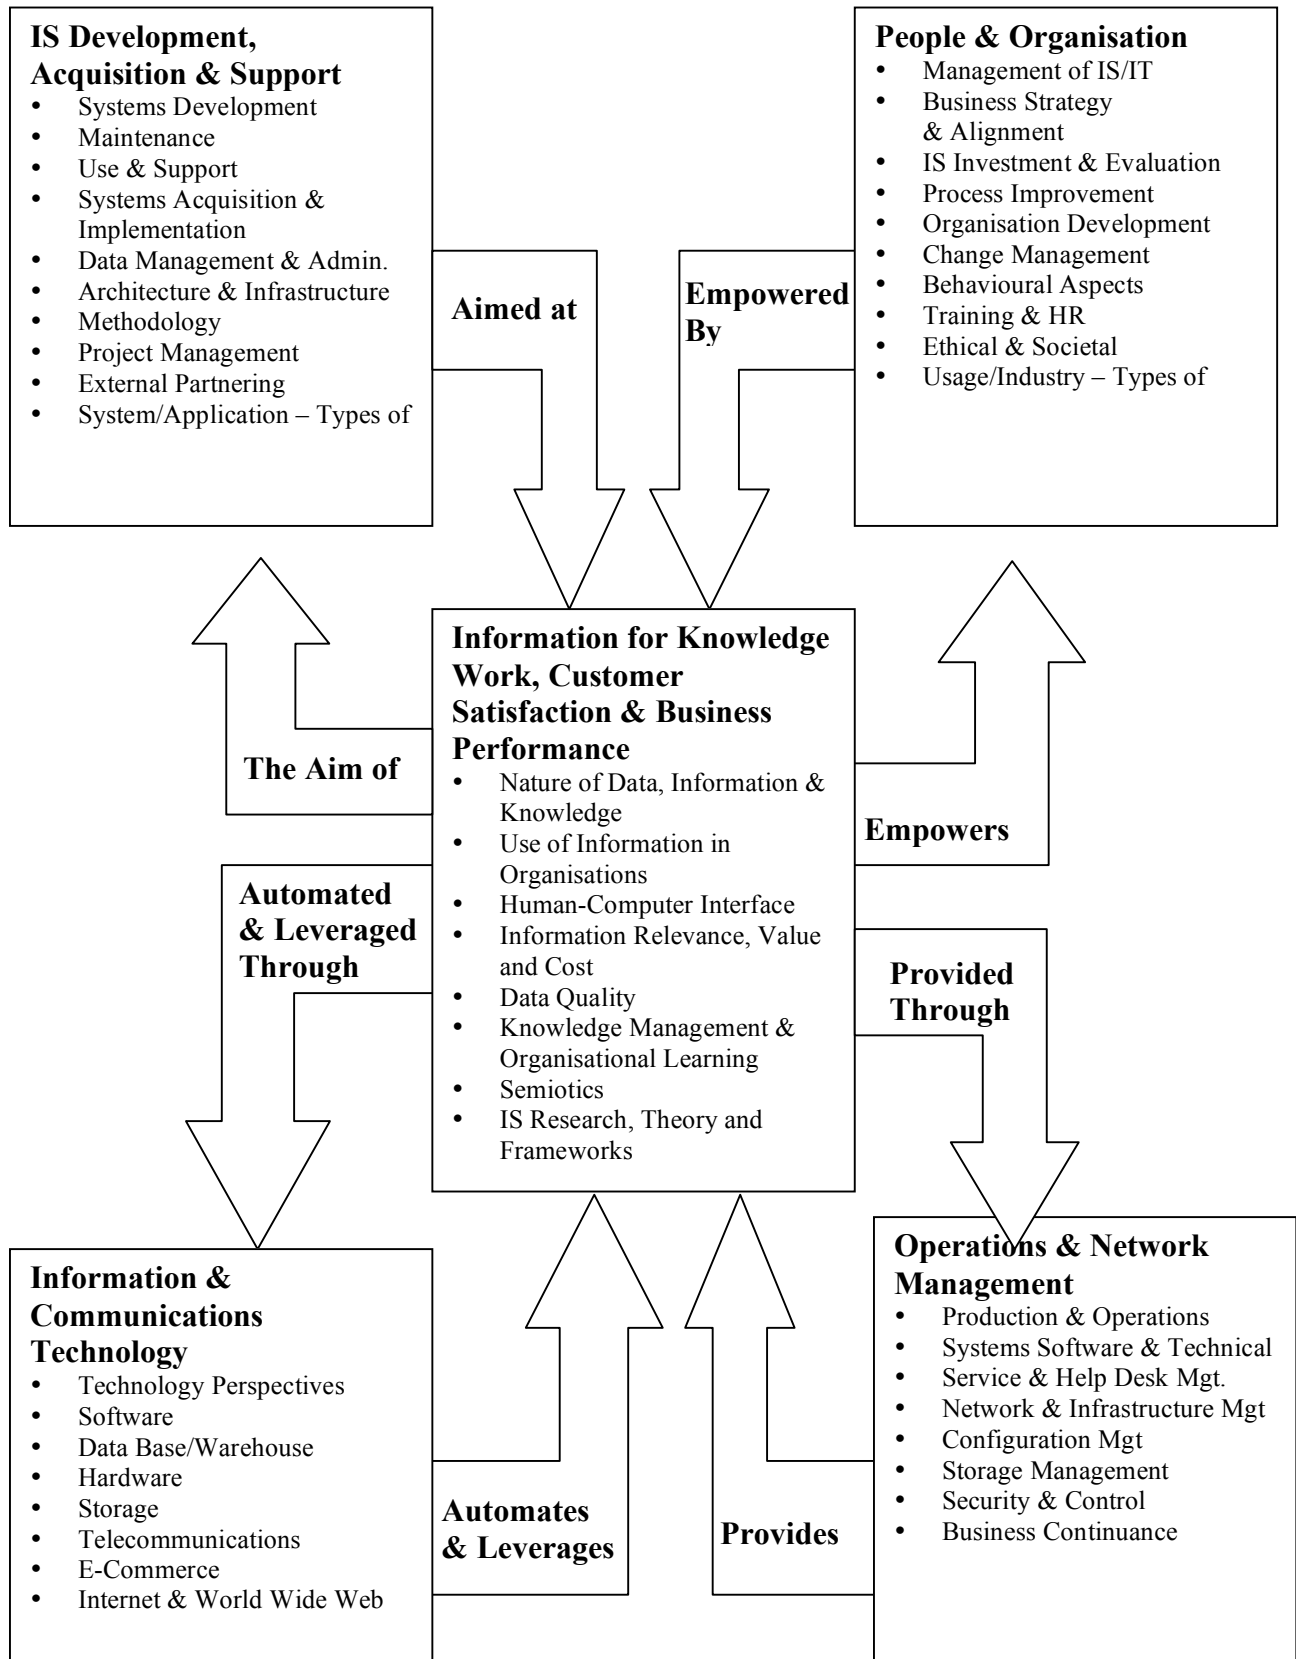 IS Development,
Acquisition & Support
• Systems Development
• Maintenance
• Use & Support
• Systems Acquisition &
Implementation
• Data Management & Admin.
• Architecture & Infrastructure
• Methodology
• Project Management
• External Partnering
• System/Application – Types of
People & Organisation
• Management of IS/IT
• Business Strategy
& Alignment
• IS Investment & Evaluation
• Process Improvement
• Organisation Development
• Change Management
• Behavioural Aspects
• Training & HR
• Ethical & Societal
• Usage/Industry – Types of
Aimed at
Empowered
By
Information for Knowledge
Work, Customer
Satisfaction & Business
Performance
• Nature of Data, Information &
Knowledge
• Use of Information in
Organisations
• Human-Computer Interface
• Information Relevance, Value
and Cost
• Data Quality
• Knowledge Management &
Organisational Learning
• Semiotics
• IS Research, Theory and
Frameworks
The Aim of
Empowers
Automated
& Leveraged
Through
Provided
Through
Information &
Communications
Technology
• Technology Perspectives
• Software
• Data Base/Warehouse
• Hardware
• Storage
• Telecommunications
• E-Commerce
• Internet & World Wide Web
Automates
& Leverages
Provides
Operations & Network
Management
• Production & Operations
• Systems Software & Technical
• Service & Help Desk Mgt.
• Network & Infrastructure Mgt
• Configuration Mgt
• Storage Management
• Security & Control
• Business Continuance